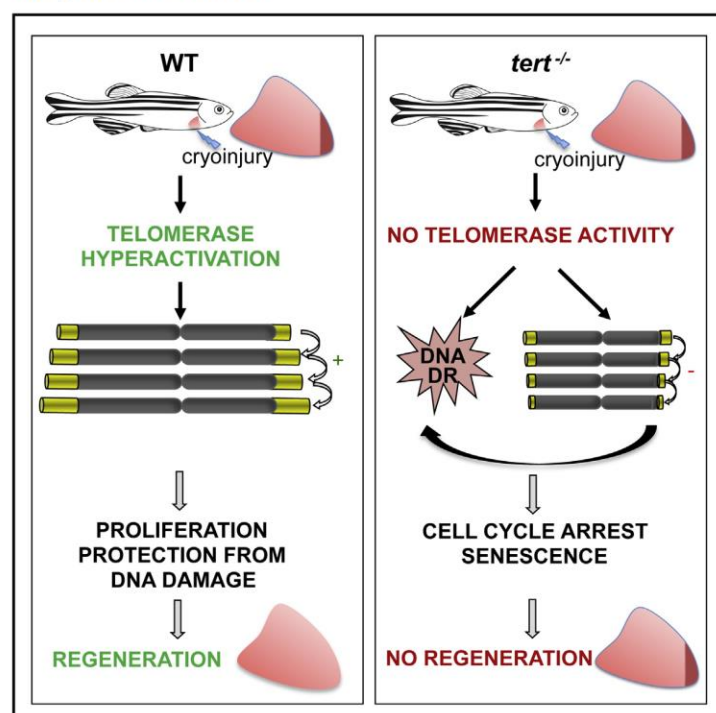 WT
cryoinjury
TELOMERASE
HYPERACTIVATION
+
PROLIFERATION
PROTECTION FROM
DNA DAMAGE
REGENERATION
tert -/-
cryoinjury
NO TELOMERASE ACTIVITY
DNA
DR
-
CELL CYCLE ARREST
SENESCENCE
NO REGENERATION